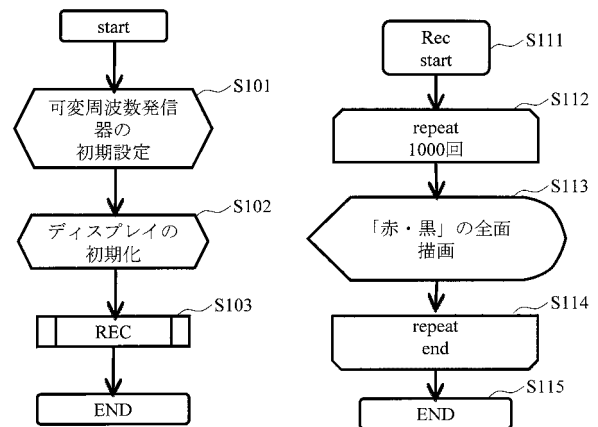 start
S101
可変周波数発信
器の
初期設定
S102
ディスプレイの
初期化
S103
REC
END
Rec
start
S111
S112
repeat
1000回
S113
「赤・黒」の全面
描画
S114
repeat
end
S115
END